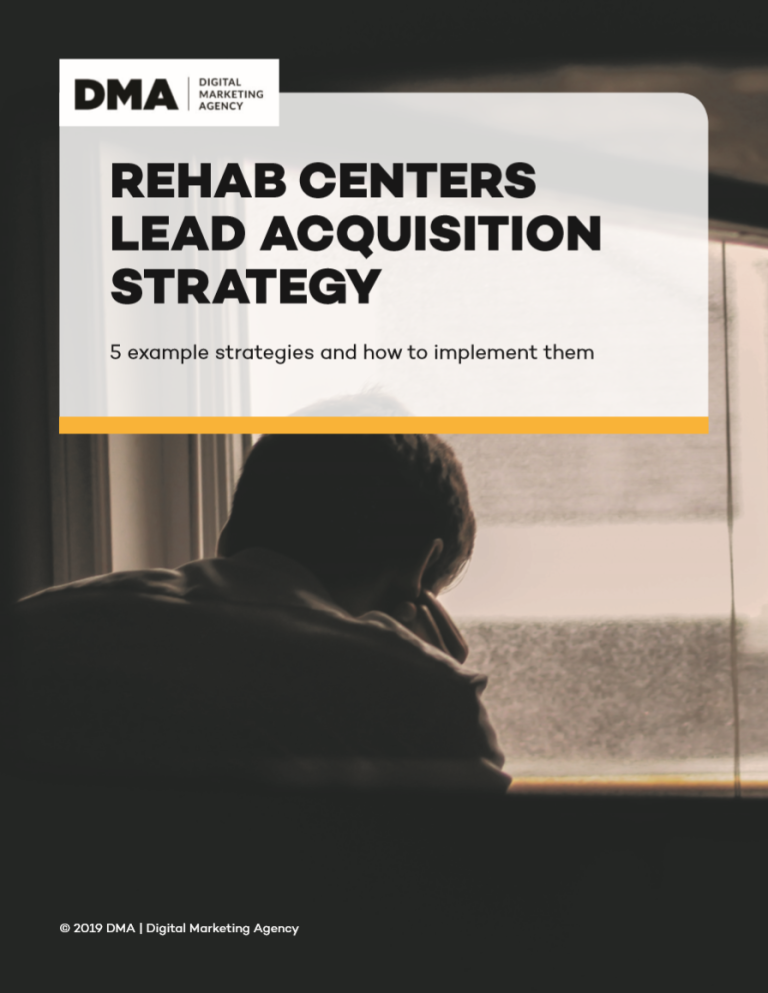 DMA
DIGITAL
MARKETING
AGENCY
REHAB CENTERS
LEAD ACQUISITION
STRATEGY
5 example strategies and how to implement them
© 2019 DMA | Digital Marketing Agency